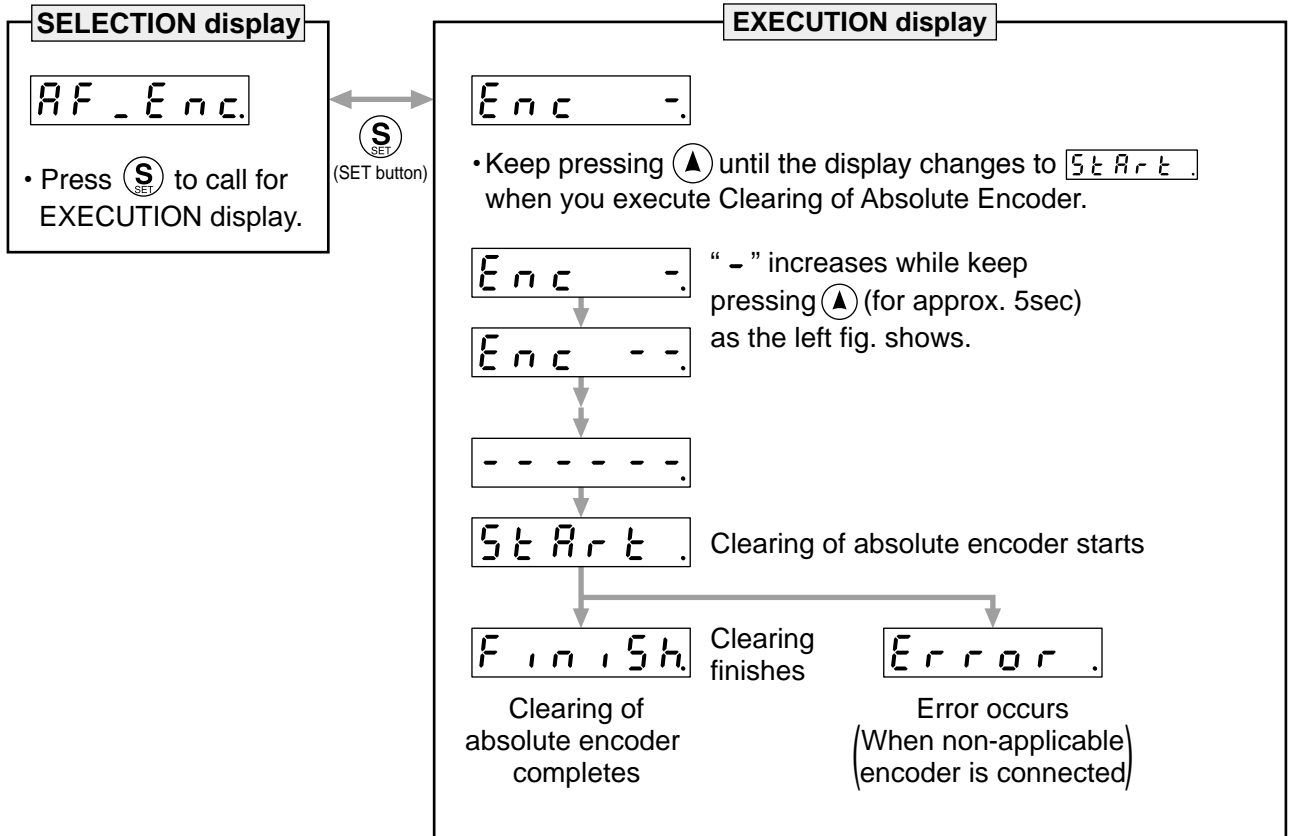 SELECTION display
AF_Enc.
S
SET
(SET button)
• Press S SET to call for
EXECUTION display.
EXECUTION display
Enc -.
• Keep pressing ▲ until the display changes to StArt .
when you execute Clearing of Absolute Encoder.
Enc -.
“ – ” increases while keep
pressing ▲ (for approx. 5sec)
as the left fig. shows.
Enc --.
------.
StArt .
Clearing of absolute encoder starts
FiniSh.
Clearing
finishes
Error .
Clearing of
absolute encoder
completes
Error occurs
(When non-applicable
encoder is connected)